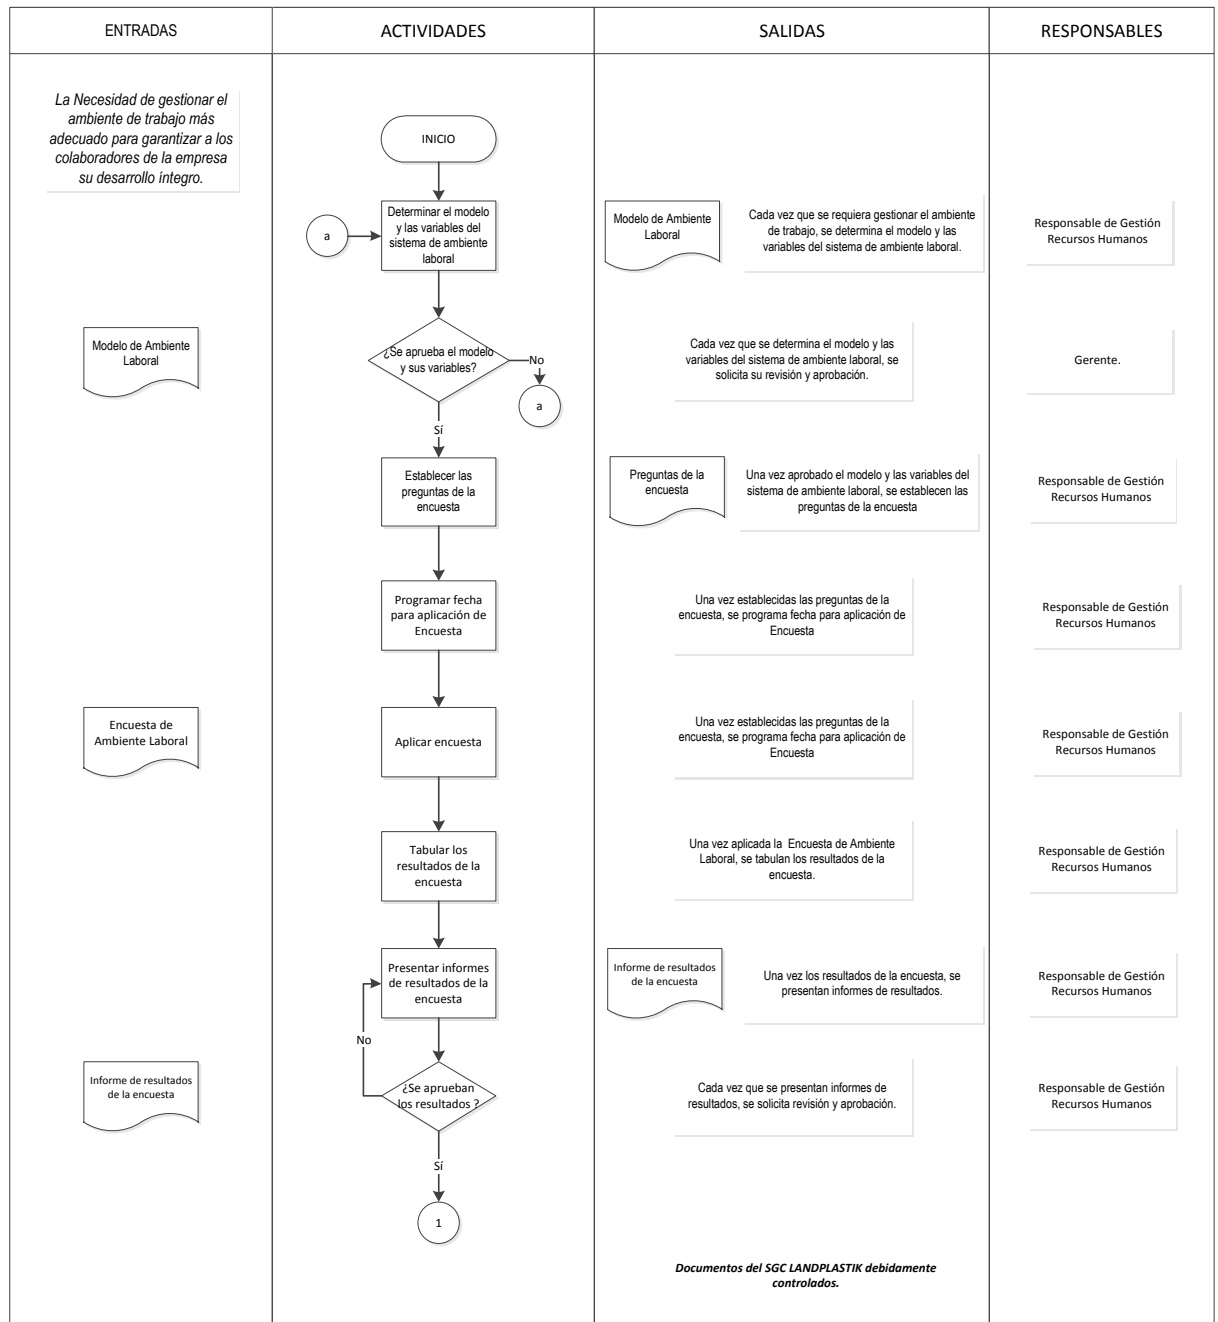 ENTRADAS
ACTIVIDADES
SALIDAS
RESPONSABLES
La Necesidad de gestionar el
ambiente de trabajo más
adecuado para garantizar a los
colaboradores de la empresa
su desarrollo íntegro.
INICIO
a
Determinar el modelo
y las variables del
sistema de ambiente
laboral
Modelo de Ambiente
Laboral
Cada vez que se requiera gestionar el ambiente
de trabajo, se determina el modelo y las
variables del sistema de ambiente laboral.
Responsable de Gestión
Recursos Humanos
Modelo de Ambiente
Laboral
¿Se aprueba el modelo
y sus variables?
No
a
Sí
Cada vez que se determina el modelo y las
variables del sistema de ambiente laboral, se
solicita su revisión y aprobación.
Gerente.
Establecer las
preguntas de la
encuesta
Preguntas de la
encuesta
Una vez aprobado el modelo y las variables del
sistema de ambiente laboral, se establecen las
preguntas de la encuesta
Responsable de Gestión
Recursos Humanos
Programar fecha
para aplicación de
Encuesta
Una vez establecidas las preguntas de la
encuesta, se programa fecha para aplicación de
Encuesta
Responsable de Gestión
Recursos Humanos
Encuesta de
Ambiente Laboral
Aplicar encuesta
Una vez establecidas las preguntas de la
encuesta, se programa fecha para aplicación de
Encuesta
Responsable de Gestión
Recursos Humanos
Tabular los
resultados de la
encuesta
Una vez aplicada la Encuesta de Ambiente
Laboral, se tabulan los resultados de la
encuesta.
Responsable de Gestión
Recursos Humanos
Presentar informes
de resultados de la
encuesta
Informe de resultados
de la encuesta
Una vez los resultados de la encuesta, se
presentan informes de resultados.
Responsable de Gestión
Recursos Humanos
No
Informe de resultados
de la encuesta
¿Se aprueban
los resultados ?
Cada vez que se presentan informes de
resultados, se solicita revisión y aprobación.
Responsable de Gestión
Recursos Humanos
Sí
1
Documentos del SGC LANDPLASTIK debidamente
controlados.